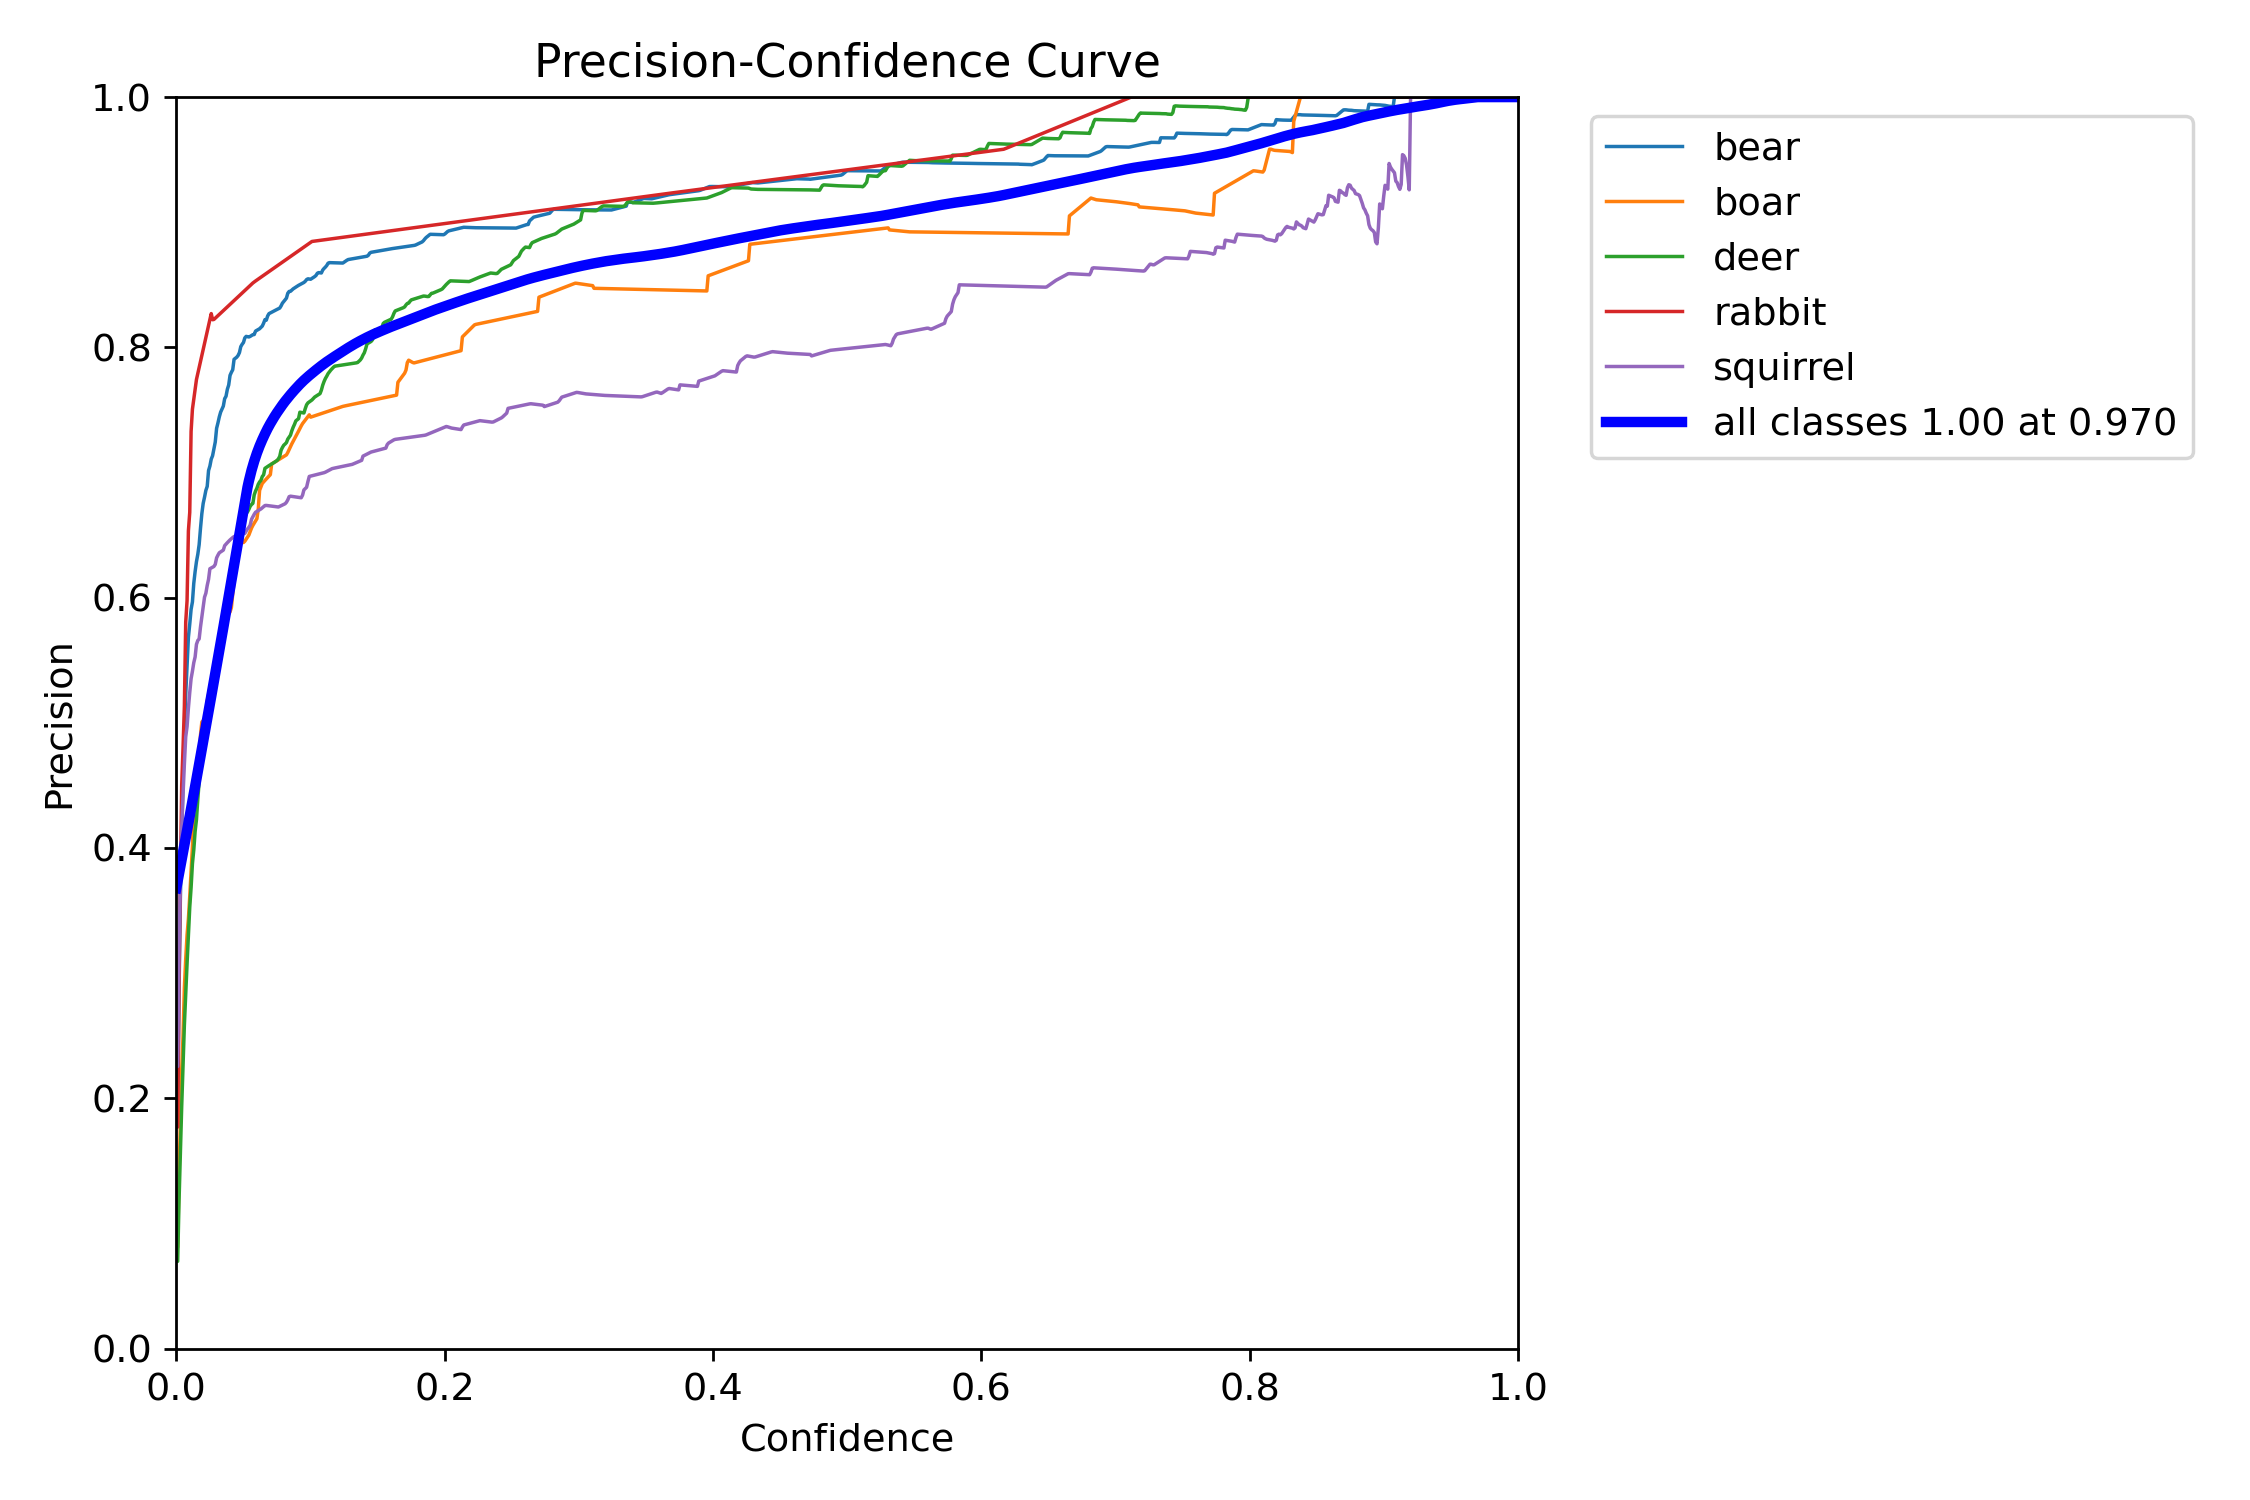 Precision-Confidence Curve
1.0
0.8
0.6
0.4
0.2
0.0
Precision
0.0 0.2 0.4 0.6 0.8 1.0
Confidence
bear
boar
deer
rabbit
squirrel
all classes 1.00 at 0.970